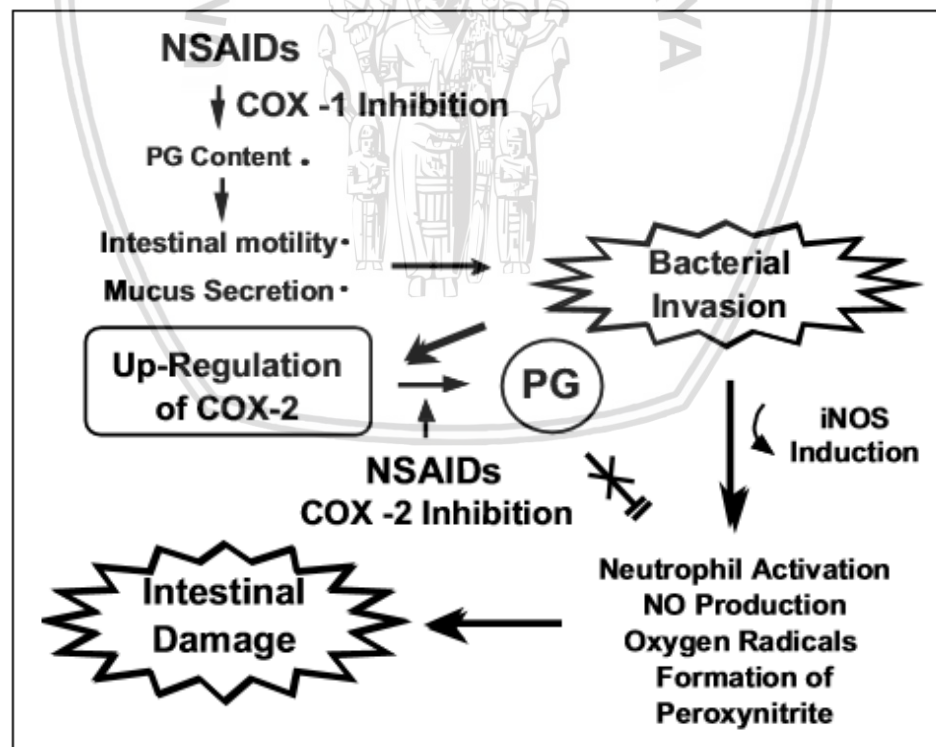 NSAIDs
COX -1 Inhibition
PG Content .
Intestinal motility·
Mucus Secretion·
Bacterial
Invasion
Up-Regulation
of COX-2
PG
iNOS
Induction
NSAIDs
COX -2 Inhibition
Neutrophil Activation
NO Production
Oxygen Radicals
Formation of
Peroxynitrite
Intestinal
Damage
YA